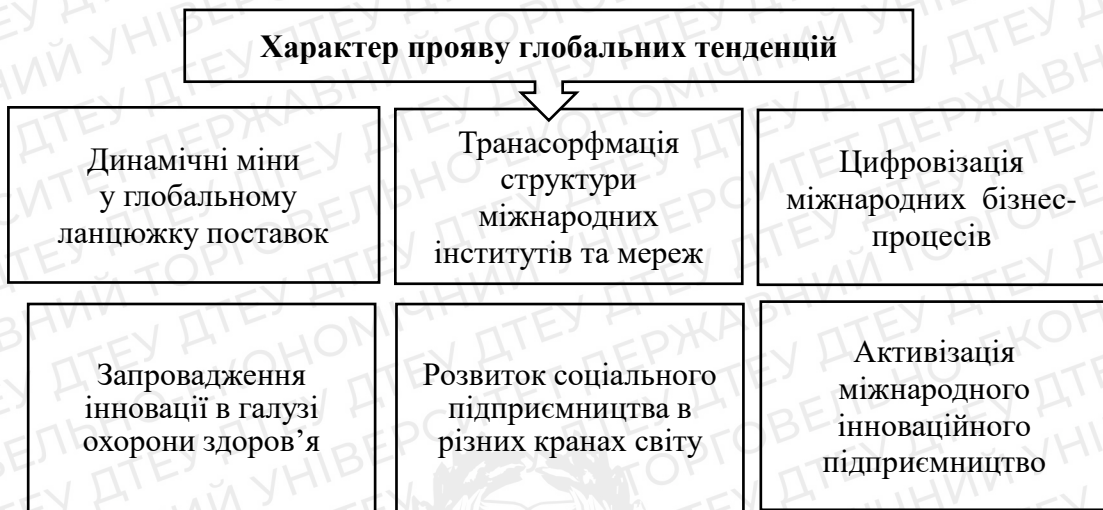 Характер прояву глобальних тенденцій
Динамічні міни
у глобальному
ланцюжку поставок
Транасорфмація
структури
міжнародних
інститутів та мереж
Цифровізація
міжнародних бізнес-
процесів
Запровадження
інновації в галузі
охорони здоров’я
Розвиток соціального
підприємництва в
різних кранах світу
Активізація
міжнародного
інноваційного
підприємництво